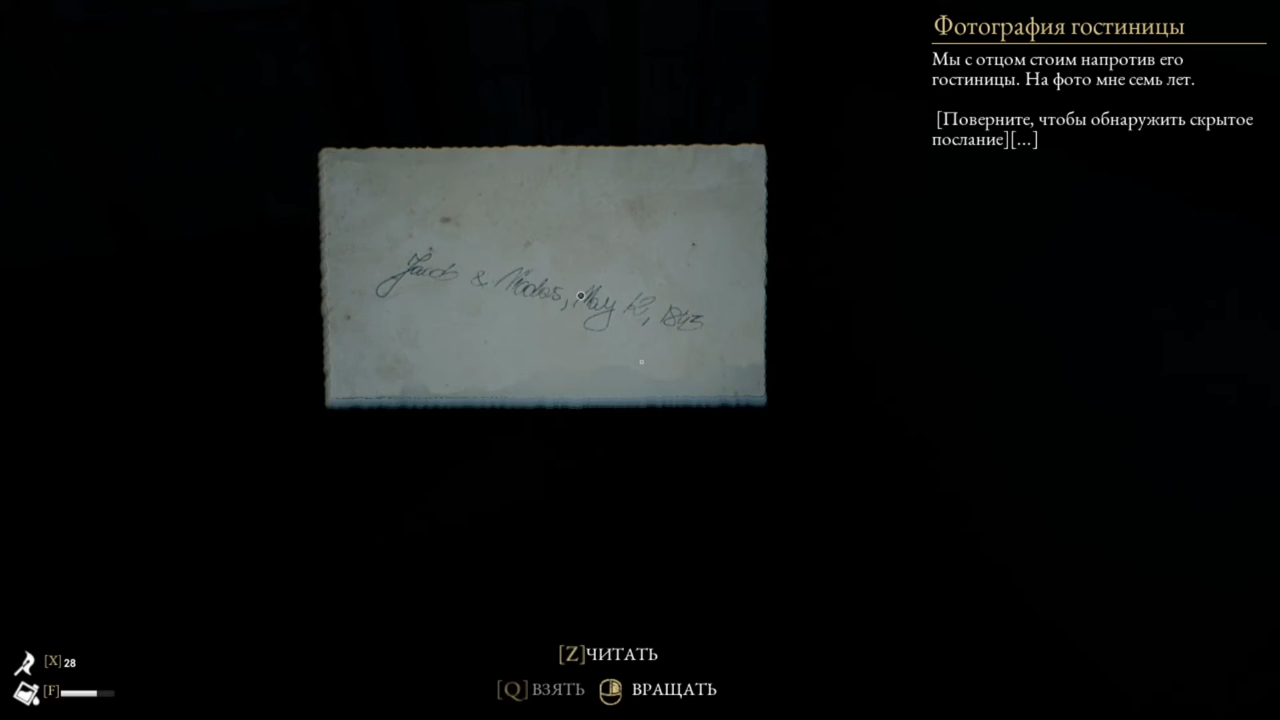 Фотография гостиницы
Мы с отцом стоим напротив его
гостиницы. На фото мне семь лет.
[Поверните, чтобы обнаружить скрытое
послание][...]
Jacob & Nicolas, May 12, 1843
[X] 28
[F]
[Z]ЧИТАТЬ
[Q] ВЗЯТЬ ВРАЩАТЬ